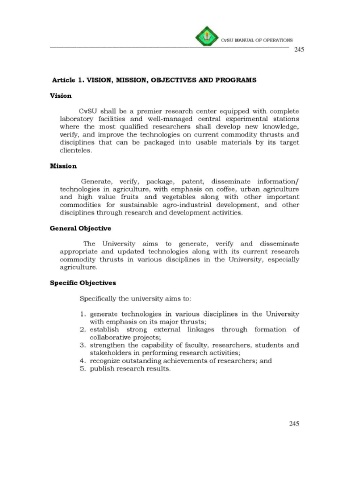 CvSU MANUAL OF OPERATIONS
245
Article 1. VISION, MISSION, OBJECTIVES AND PROGRAMS
Vision
CvSU shall be a premier research center equipped with complete
laboratory facilities and well-managed central experimental stations
where the most qualified researchers shall develop new knowledge,
verify, and improve the technologies on current commodity thrusts and
disciplines that can be packaged into usable materials by its target
clienteles.
Mission
Generate, verify, package, patent, disseminate information/
technologies in agriculture, with emphasis on coffee, urban agriculture
and high value fruits and vegetables along with other important
commodities for sustainable agro-industrial development, and other
disciplines through research and development activities.
General Objective
The University aims to generate, verify and disseminate
appropriate and updated technologies along with its current research
commodity thrusts in various disciplines in the University, especially
agriculture.
Specific Objectives
Specifically the university aims to:
1. generate technologies in various disciplines in the University
with emphasis on its major thrusts;
2. establish strong external linkages through formation of
collaborative projects;
3. strengthen the capability of faculty, researchers, students and
stakeholders in performing research activities;
4. recognize outstanding achievements of researchers; and
5. publish research results.
245